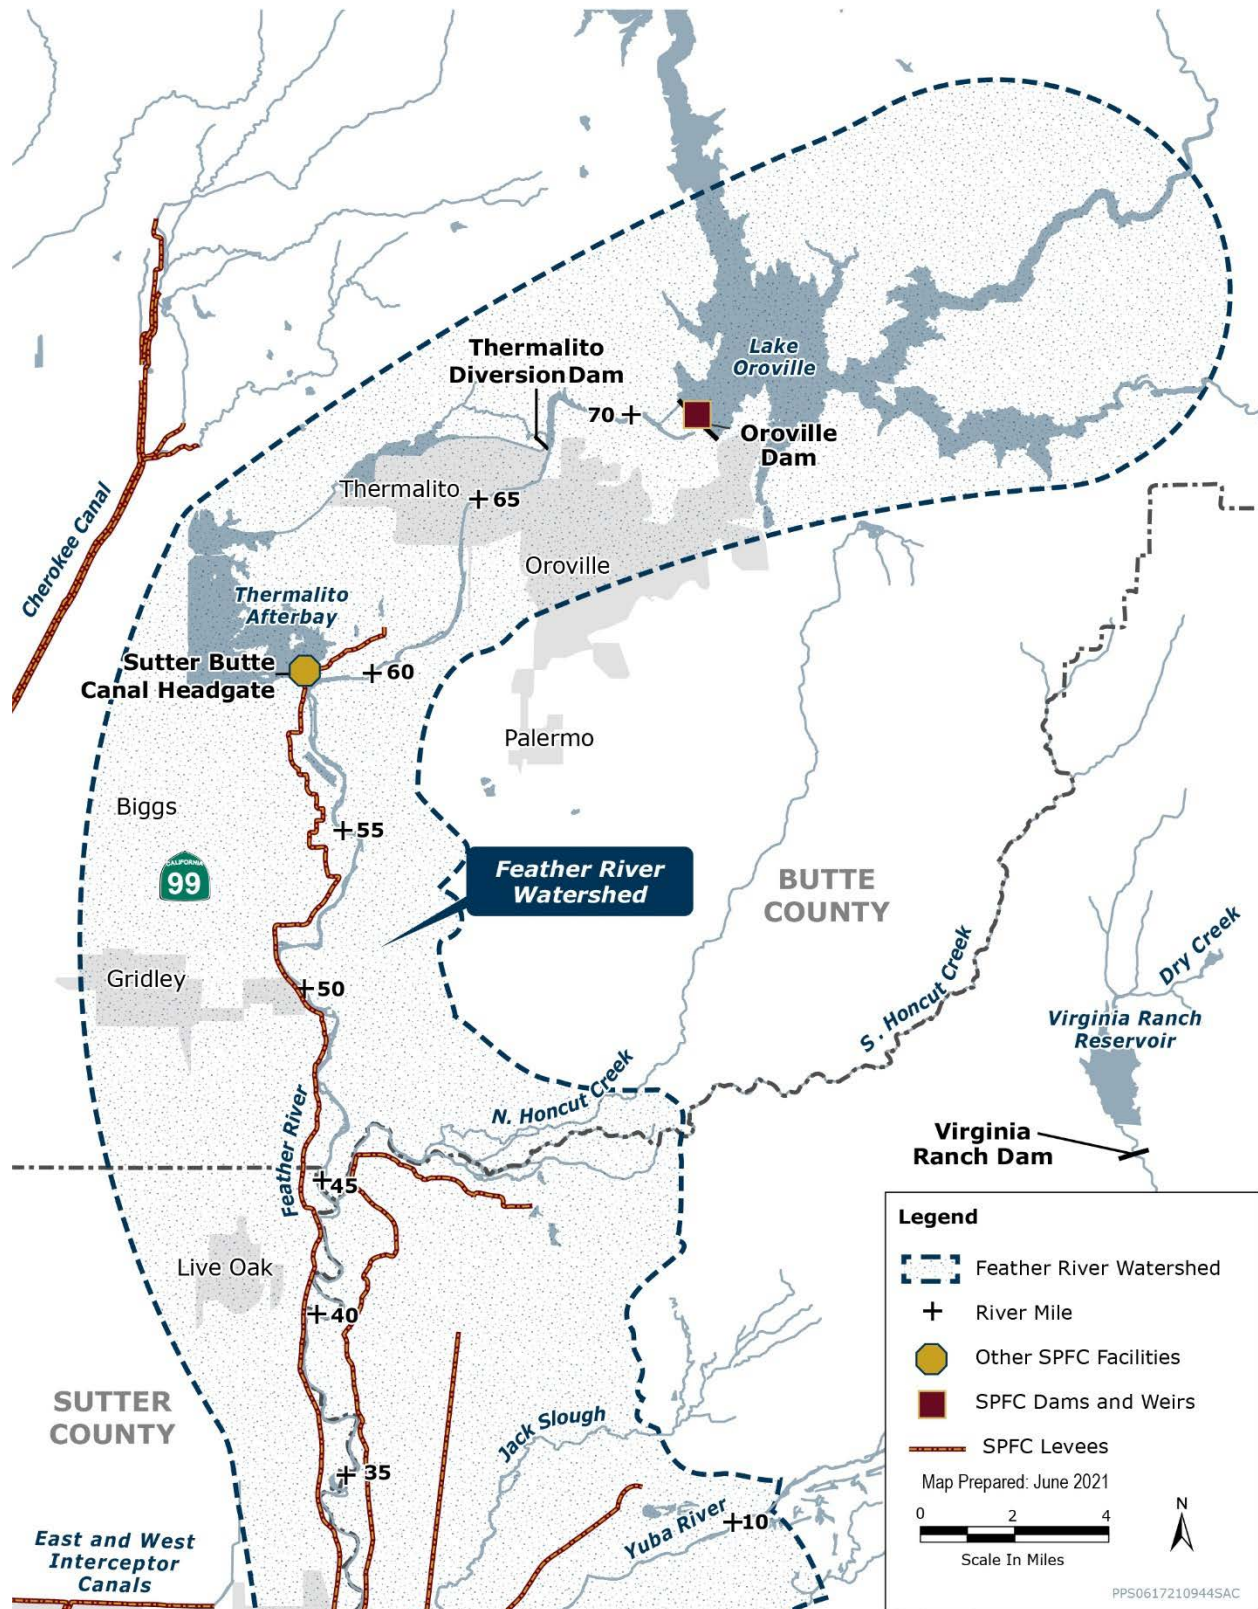 Lake
Oroville
Thermalito
Diversion Dam
70
Oroville
Dam
Thermalito
65
Cherokee Canal
Oroville
Thermalito
Afterbay
Sutter Butte
Canal Headgate
60
Palermo
Biggs
55
CALIFORNIA
99
Feather River
Watershed
BUTTE
COUNTY
Gridley
50
Dry Creek
S. Honcut Creek
Virginia Ranch
Reservoir
N. Honcut Creek
Feather River
Virginia
Ranch Dam
45
Live Oak
40
SUTTER
COUNTY
Jack Slough
35
Yuba River
10
East and West
Interceptor
Canals
Legend
Feather River Watershed
River Mile
Other SPFC Facilities
SPFC Dams and Weirs
SPFC Levees
Map Prepared: June 2021
0 2 4
Scale In Miles
N
PPS0617210944SAC